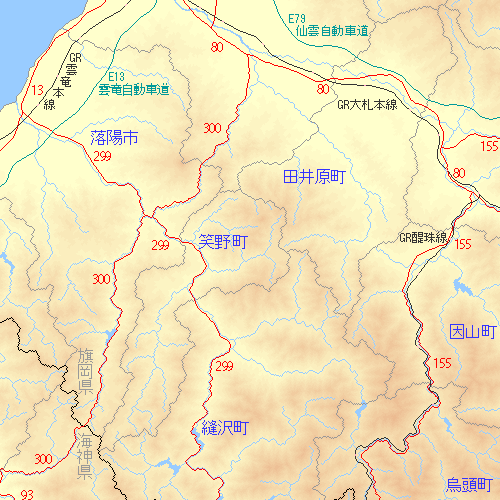 E79
仙雲自動車道
80
GR雲竜本線
E13
雲竜自動車道
13
80
GR大札本線
300
落陽市
299
155
田井原町
80
笑野町
299
GR醒珠線
155
300
因山町
旗岡県
299
155
縫沢町
海神県
300
93
烏頭町